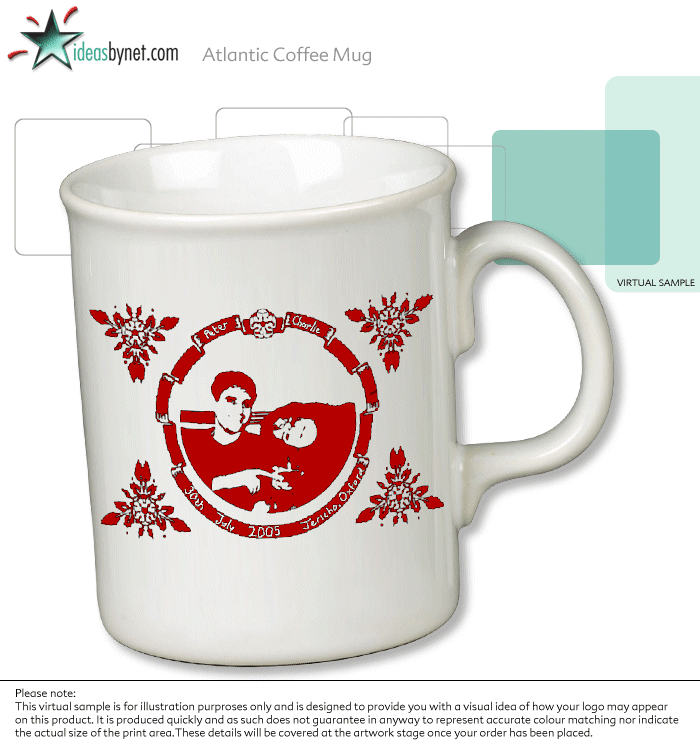 ideasbynet.com
Atlantic Coffee Mug
VIRTUAL SAMPLE
Peter
Charlie
30th July 2005 Jericho, Oxford
Please note:
This virtual sample is for illustration purproses only and is designed to provide you with a visual idea of how your logo may appear
on this product. It is produced quickly and as such does not guarantee in anyway to represent accurate colour matching nor indicate
the actual size of the print area.These details will be covered at the artwork stage once your order has been placed.